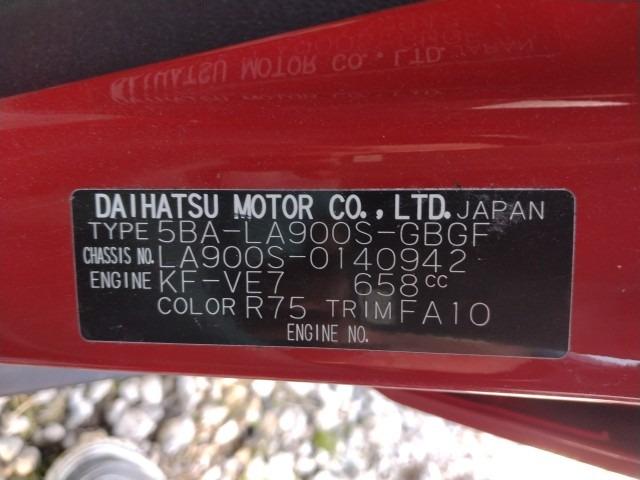 DAIHATSU MOTOR CO., LTD. JAPAN
TYPE 5BA-LA900S-GBGF
CHASSIS NO. LA900S-0140942
ENGINE KF-VE7 658cc
COLOR R75 TRIM FA10
ENGINE NO.